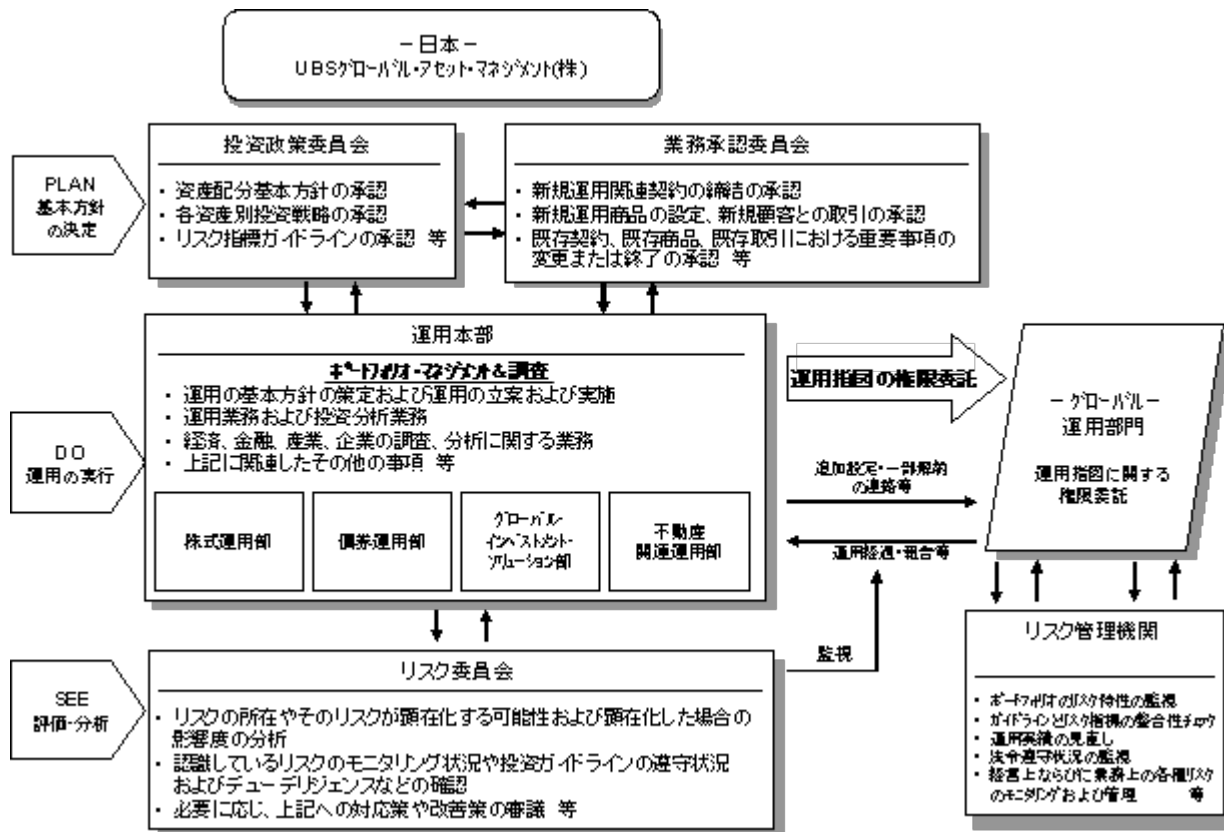 －日本－
UBSグローバル・アセット・マネジメント(株)
PLAN
基本方針
の決定
投資政策委員会
・ 資産配分基本方針の承認
・ 各資産別投資戦略の承認
・ リスク指標ガイドラインの承認 等
業務承認委員会
・ 新規運用関連契約の締結の承認
・ 新規運用商品の設定、新規顧客との取引の承認
・ 既存契約、既存商品、既存取引における重要事項の
変更または終了の承認 等
DO
運用の実行
運用本部
ポートフォリオ・マネジメント＆調査
・ 運用の基本方針の策定および運用の立案および実施
・ 運用業務および投資分析業務
・ 経済、金融、産業、企業の調査、分析に関する業務
・ 上記に関連したその他の事項 等
株式運用部
債券運用部
グローバル・
インベストメント・
ソリューション部
不動産
関連運用部
運用指図の権限委託
追加設定・一部解約
の連絡等
運用経過・報告等
監視
－グローバル－
運用部門
運用指図に関する
権限委託
SEE
評価・分析
リスク委員会
・ リスクの所在やそのリスクが顕在化する可能性および顕在化した場合の
影響度の分析
・ 認識しているリスクのモニタリング状況や投資ガイドラインの遵守状況
およびデューデリジェンスなどの確認
・ 必要に応じ、上記への対応策や改善策の審議 等
リスク管理機関
・ ポートフォリオのリスク特性の監視
・ ガイドラインとリスク指標の整合性チェック
・ 運用実績の見直し
・ 法令遵守状況の監視
・ 経営上ならびに業務上の各種リスク
のモニタリングおよび管理 等